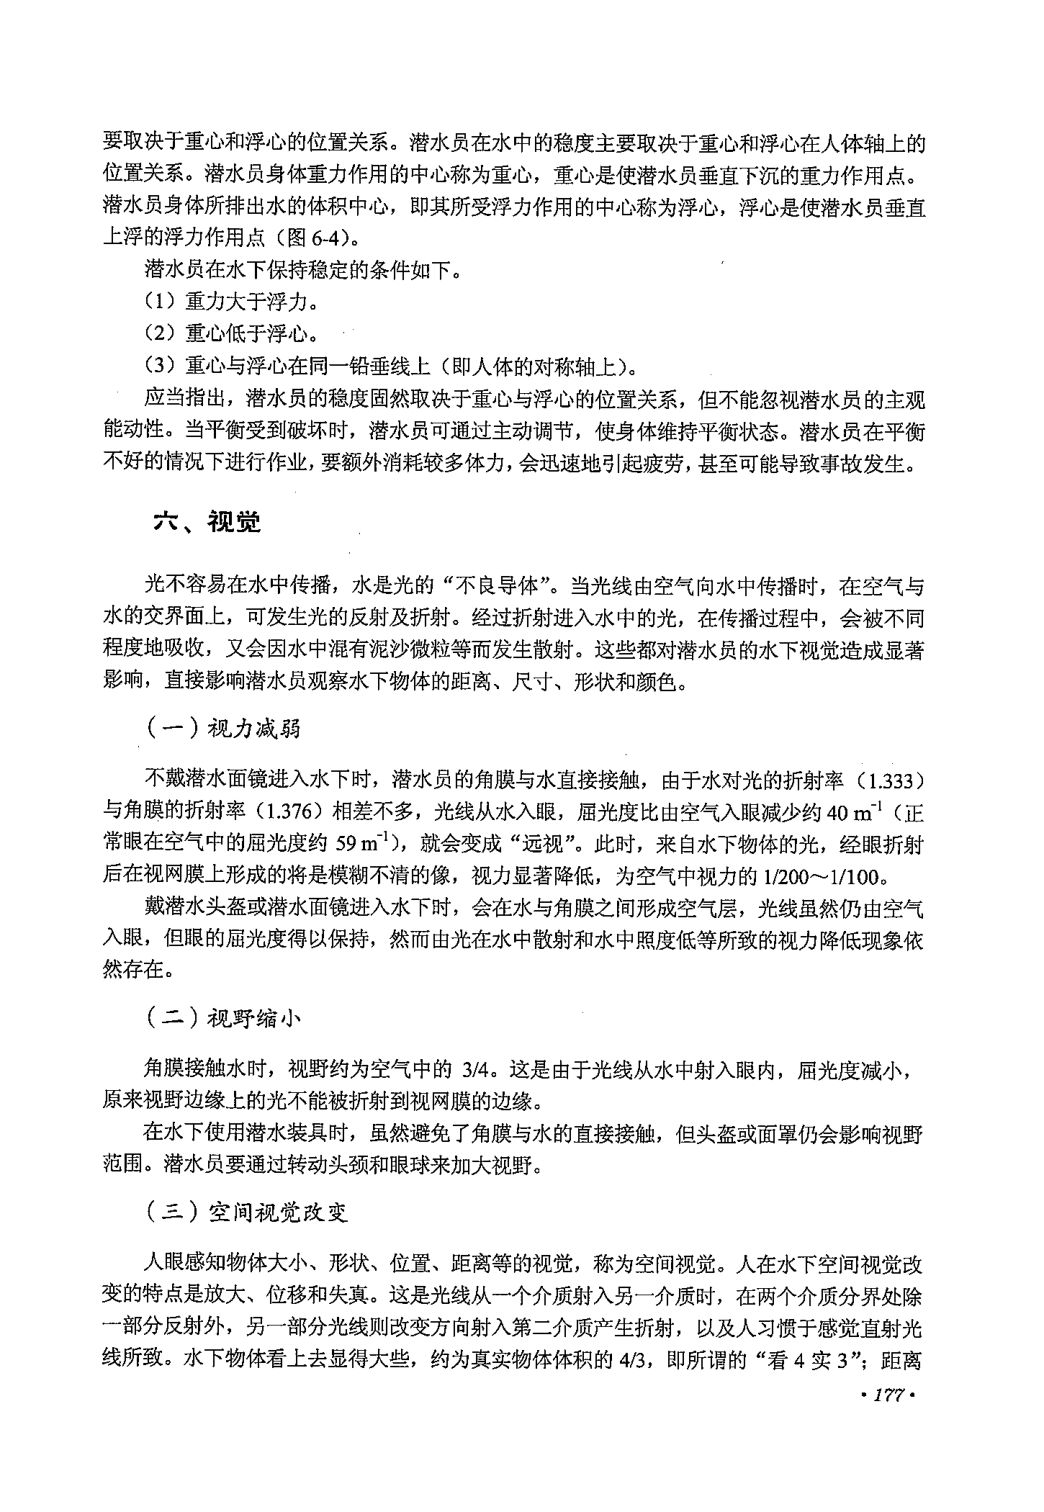 要取决于重心和浮心的位置关系。潜水员在水中的稳度主要取决于重心和浮心在人体轴上的
位置关系。潜水员身体重力作用的中心称为重心，重心是使潜水员垂直下沉的重力作用点。
潜水员身体所排出水的体积中心，即其所受浮力作用的中心称为浮心，浮心是使潜水员垂直
上浮的浮力作用点（图 6-4）。
潜水员在水下保持稳定的条件如下。
（1）重力大于浮力。
（2）重心低于浮心。
（3）重心与浮心在同一铅垂线上（即人体的对称轴上）。
应当指出，潜水员的稳度固然取决于重心与浮心的位置关系，但不能忽视潜水员的主观
能动性。当平衡受到破坏时，潜水员可通过主动调节，使身体维持平衡状态。潜水员在平衡
不好的情况下进行作业，要额外消耗较多体力，会迅速地引起疲劳，甚至可能导致事故发生。
六、视觉
光不容易在水中传播，水是光的“不良导体”。当光线由空气向水中传播时，在空气与
水的交界面上，可发生光的反射及折射。经过折射进入水中的光，在传播过程中，会被不同
程度地吸收，又会因水中混有泥沙微粒等而发生散射。这些都对潜水员的水下视觉造成显著
影响，直接影响潜水员观察水下物体的距离、尺寸、形状和颜色。
（一）视力减弱
不戴潜水面镜进入水下时，潜水员的角膜与水直接接触，由于水对光的折射率（1.333）
与角膜的折射率（1.376）相差不多，光线从水入眼，屈光度比由空气入眼减少约 40 m⁻¹（正
常眼在空气中的屈光度约 59 m⁻¹），就会变成“远视”。此时，来自水下物体的光，经眼折射
后在视网膜上形成的将是模糊不清的像，视力显著降低，为空气中视力的 1/200～1/100。
戴潜水头盔或潜水面镜进入水下时，会在水与角膜之间形成空气层，光线虽然仍由空气
入眼，但眼的屈光度得以保持，然而由光在水中散射和水中照度低等所致的视力降低现象依
然存在。
（二）视野缩小
角膜接触水时，视野约为空气中的 3/4。这是由于光线从水中射入眼内，屈光度减小，
原来视野边缘上的光不能被折射到视网膜的边缘。
在水下使用潜水装具时，虽然避免了角膜与水的直接接触，但头盔或面罩仍会影响视野
范围。潜水员要通过转动头颈和眼球来加大视野。
（三）空间视觉改变
人眼感知物体大小、形状、位置、距离等的视觉，称为空间视觉。人在水下空间视觉改
变的特点是放大、位移和失真。这是光线从一个介质射入另一介质时，在两个介质分界处除
一部分反射外，另一部分光线则改变方向射入第二介质产生折射，以及人习惯于感觉直射光
线所致。水下物体看上去显得大些，约为真实物体体积的 4/3，即所谓的“看 4 实 3”；距离
·177·